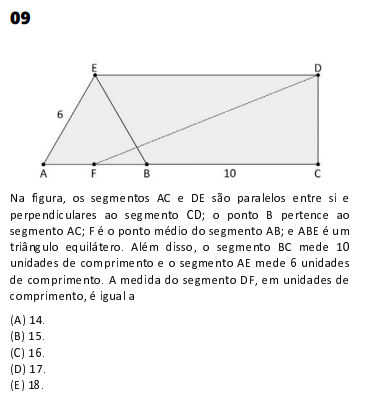 09
E
D
6
A
F
B
10
C
Na figura, os segmentos AC e DE são paralelos entre si e
perpendiculares ao segmento CD; o ponto B pertence ao
segmento AC; F é o ponto médio do segmento AB; e ABE é um
triângulo equilátero. Além disso, o segmento BC mede 10
unidades de comprimento e o segmento AE mede 6 unidades
de comprimento. A medida do segmento DF, em unidades de
comprimento, é igual a
(A) 14.
(B) 15.
(C) 16.
(D) 17.
(E) 18.